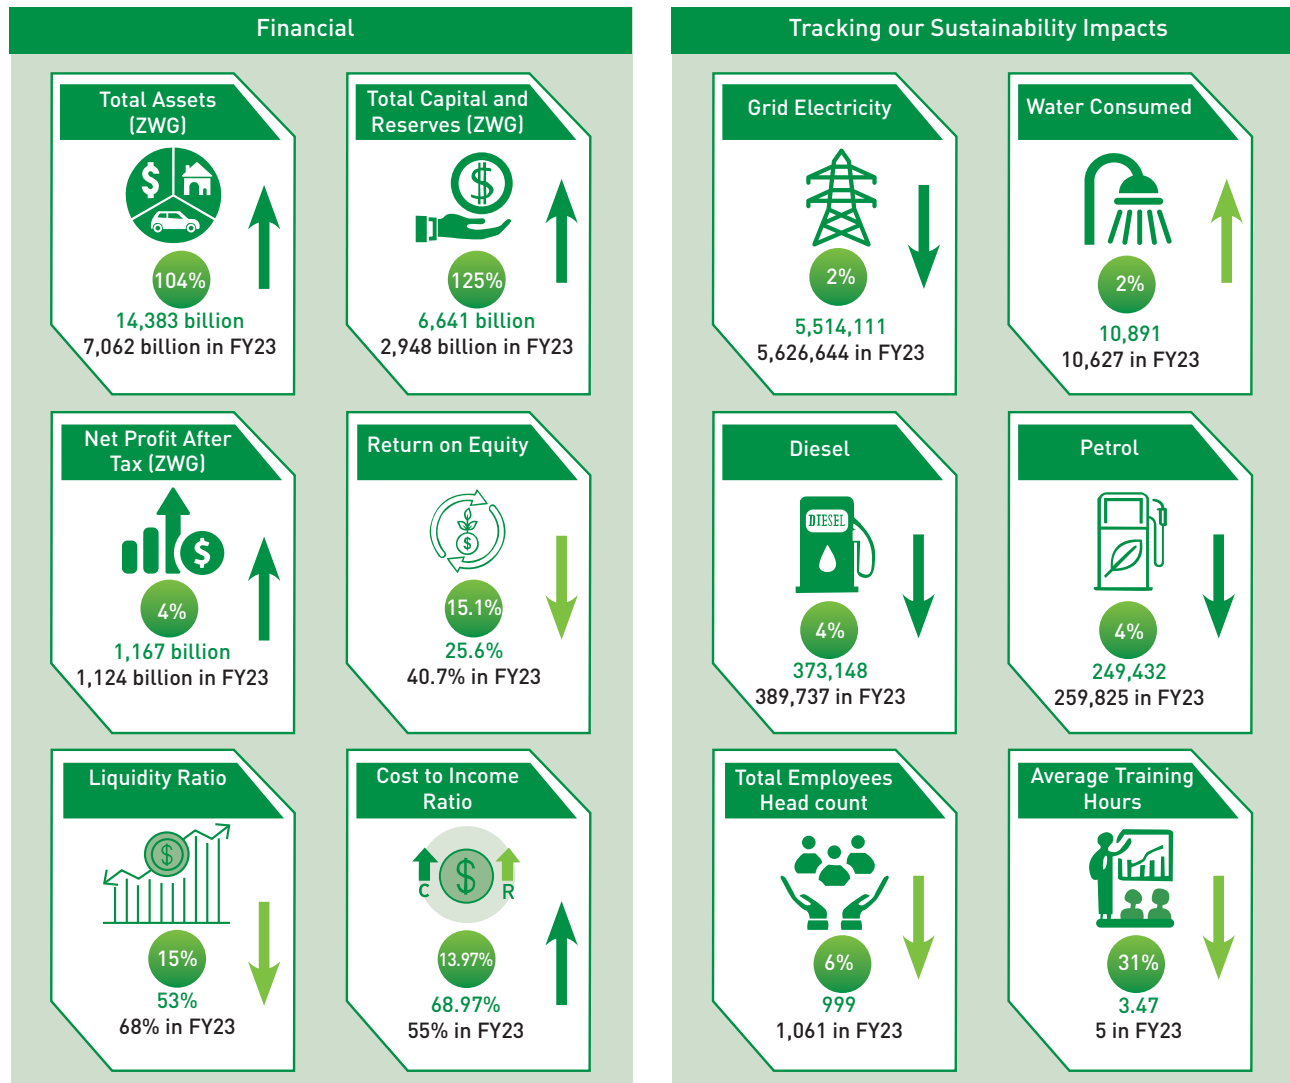 Financial
Total Assets
(ZWG)
104%
14,383 billion
7,062 billion in FY23
Total Capital and
Reserves (ZWG)
125%
6,641 billion
2,948 billion in FY23
Net Profit After
Tax (ZWG)
4%
1,167 billion
1,124 billion in FY23
Return on Equity
15.1%
25.6%
40.7% in FY23
Liquidity Ratio
15%
53%
68% in FY23
Cost to Income
Ratio
C
R
13.97%
68.97%
55% in FY23
Tracking our Sustainability Impacts
Grid Electricity
2%
5,514,111
5,626,644 in FY23
Water Consumed
2%
10,891
10,627 in FY23
Diesel
DIESEL
4%
373,148
389,737 in FY23
Petrol
4%
249,432
259,825 in FY23
Total Employees
Head count
6%
999
1,061 in FY23
Average Training
Hours
31%
3.47
5 in FY23